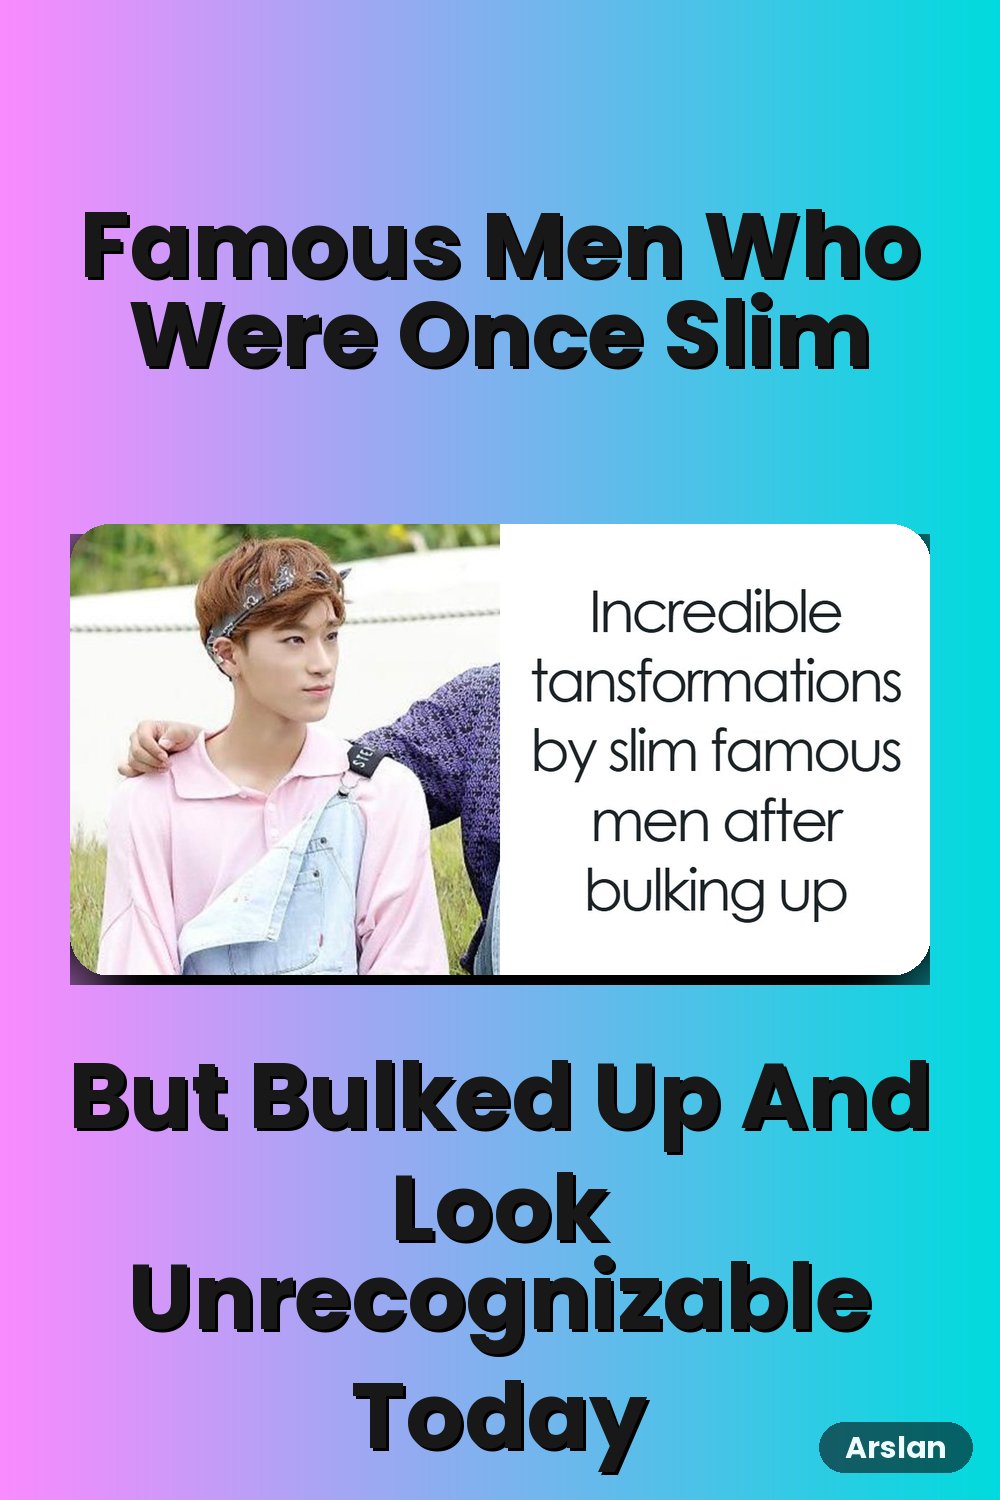 Famous Men Who
Were Once Slim
Incredible
tansformations
by slim famous
men after
bulking up
STE
But Bulked Up And
Look
Unrecognizable
Today
Arslan